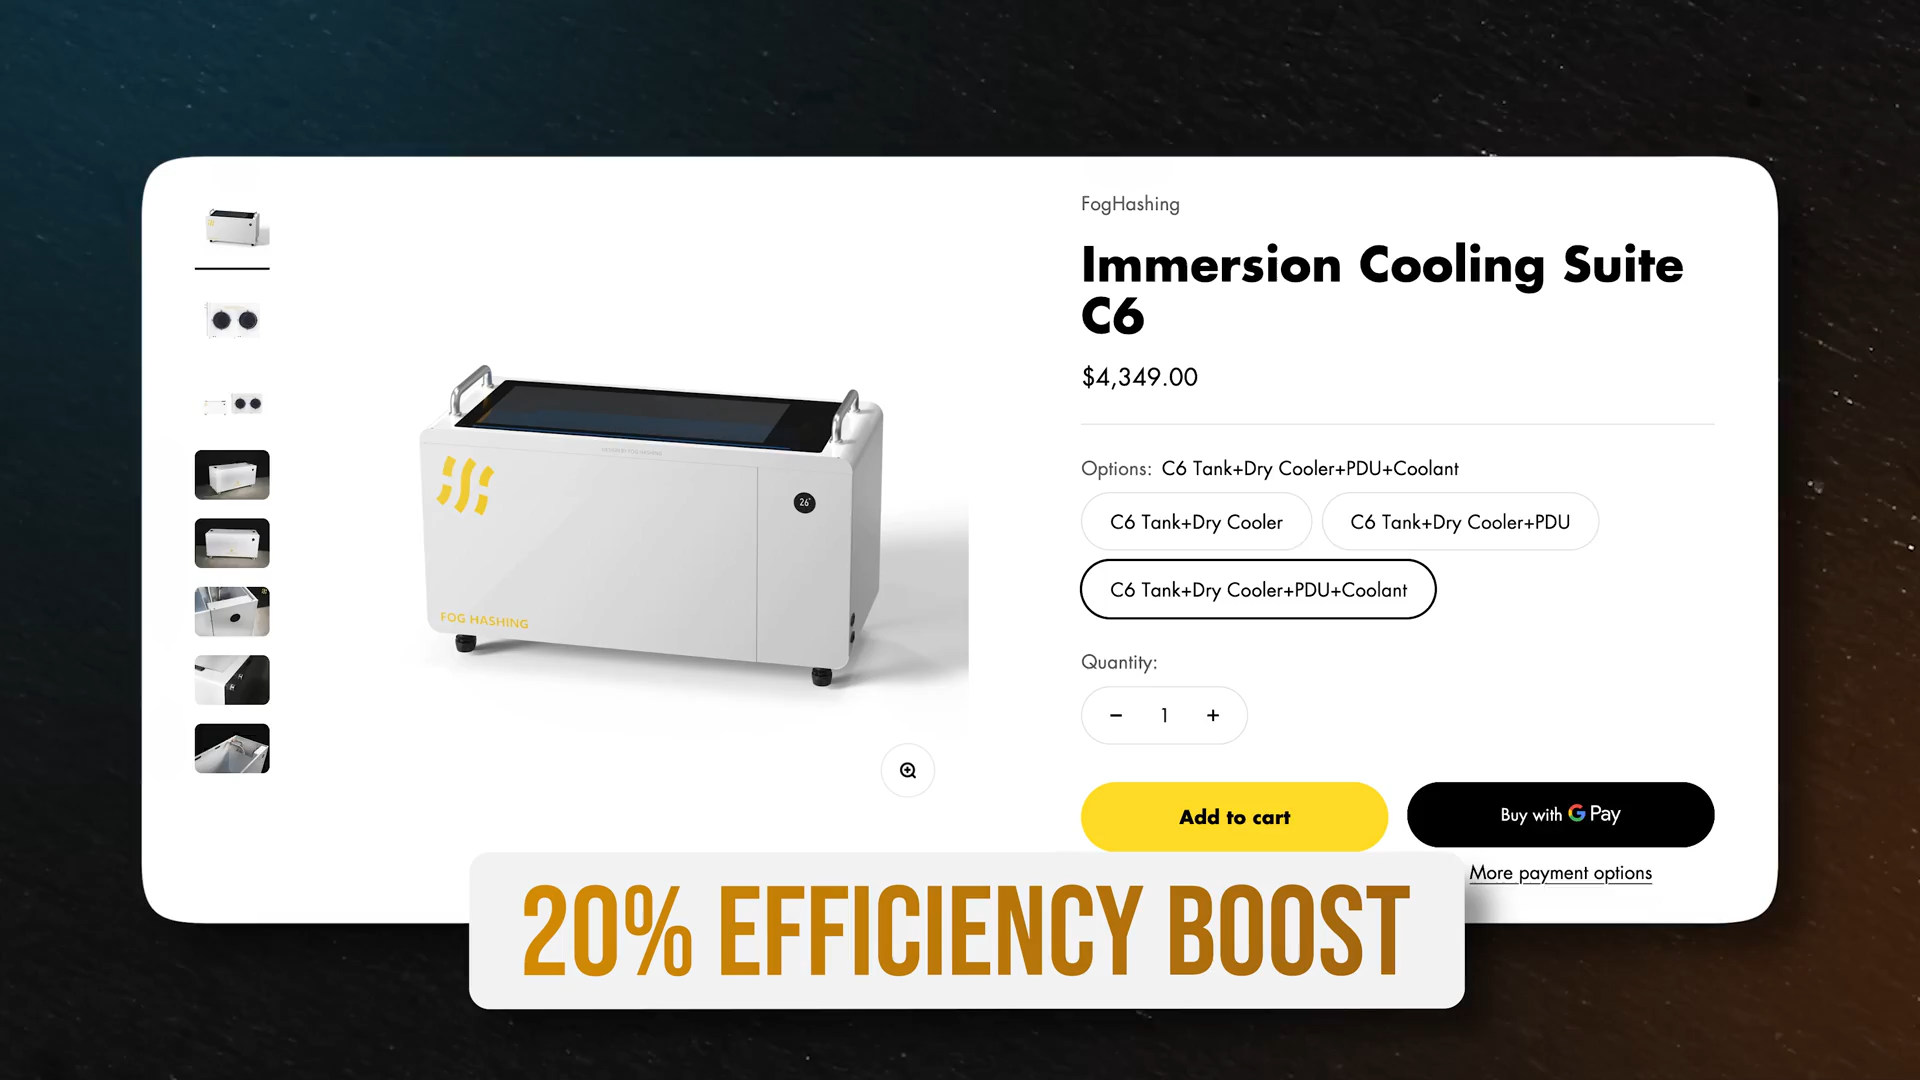 FogHashing
Immersion Cooling Suite
C6
$4,349.00
Options: C6 Tank+Dry Cooler+PDU+Coolant
C6 Tank+Dry Cooler
C6 Tank+Dry Cooler+PDU
C6 Tank+Dry Cooler+PDU+Coolant
Quantity:
− 1 +
Add to cart
Buy with G Pay
More payment options
26°
FOG HASHING
20% EFFICIENCY BOOST